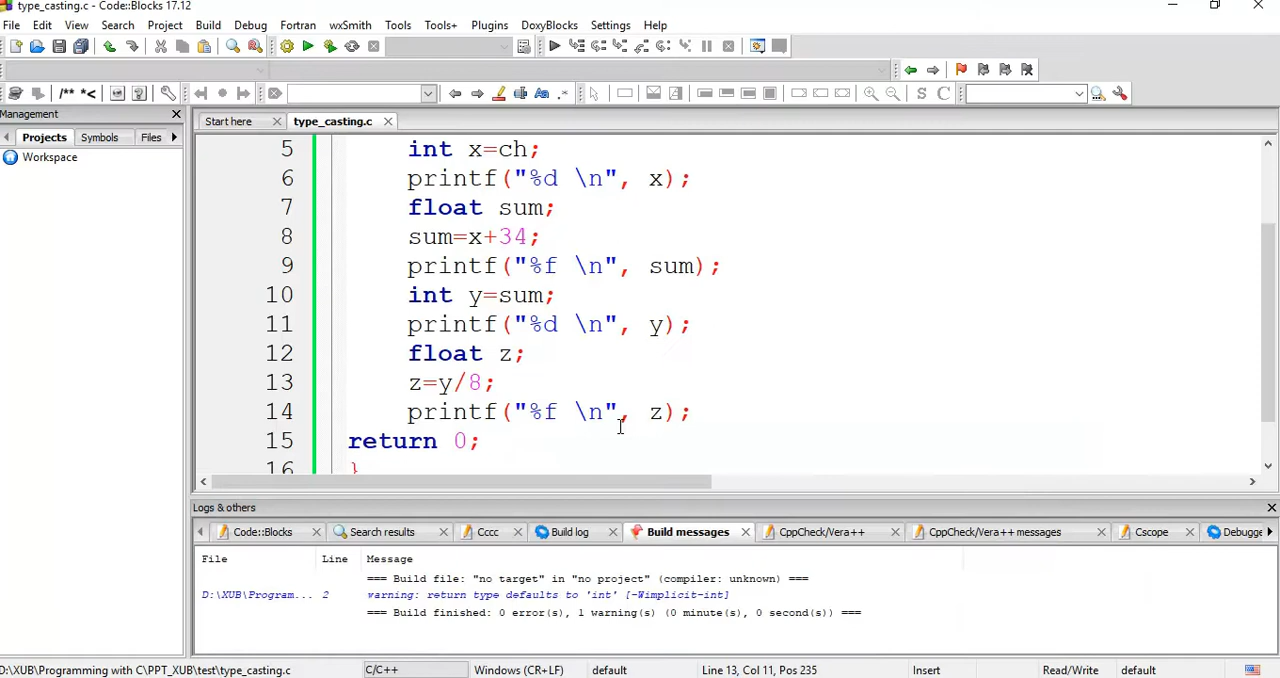 type_casting.c - Code::Blocks 17.12
File Edit View Search Project Build Debug Fortran wxSmith Tools Tools+ Plugins DoxyBlocks Settings Help
/** *<
S C
Management
Projects Symbols Files
Workspace
Start here type_casting.c
5 int x=ch;
6 printf("%d \n", x);
7 float sum;
8 sum=x+34;
9 printf("%f \n", sum);
10 int y=sum;
11 printf("%d \n", y);
12 float z;
13 z=y/8;
14 printf("%f \n", z);
15 return 0;
16 }
Logs & others
Code::Blocks Search results Cccc Build log Build messages CppCheck/Vera++ CppCheck/Vera++ messages Cscope Debugge
File Line Message
=== Build file: "no target" in "no project" (compiler: unknown) ===
D:\XUB\Program... 2 warning: return type defaults to 'int' [-Wimplicit-int]
=== Build finished: 0 error(s), 1 warning(s) (0 minute(s), 0 second(s)) ===
D:\XUB\Programming with C\PPT_XUB\test\type_casting.c C/C++ Windows (CR+LF) default Line 13, Col 11, Pos 235 Insert Read/Write default